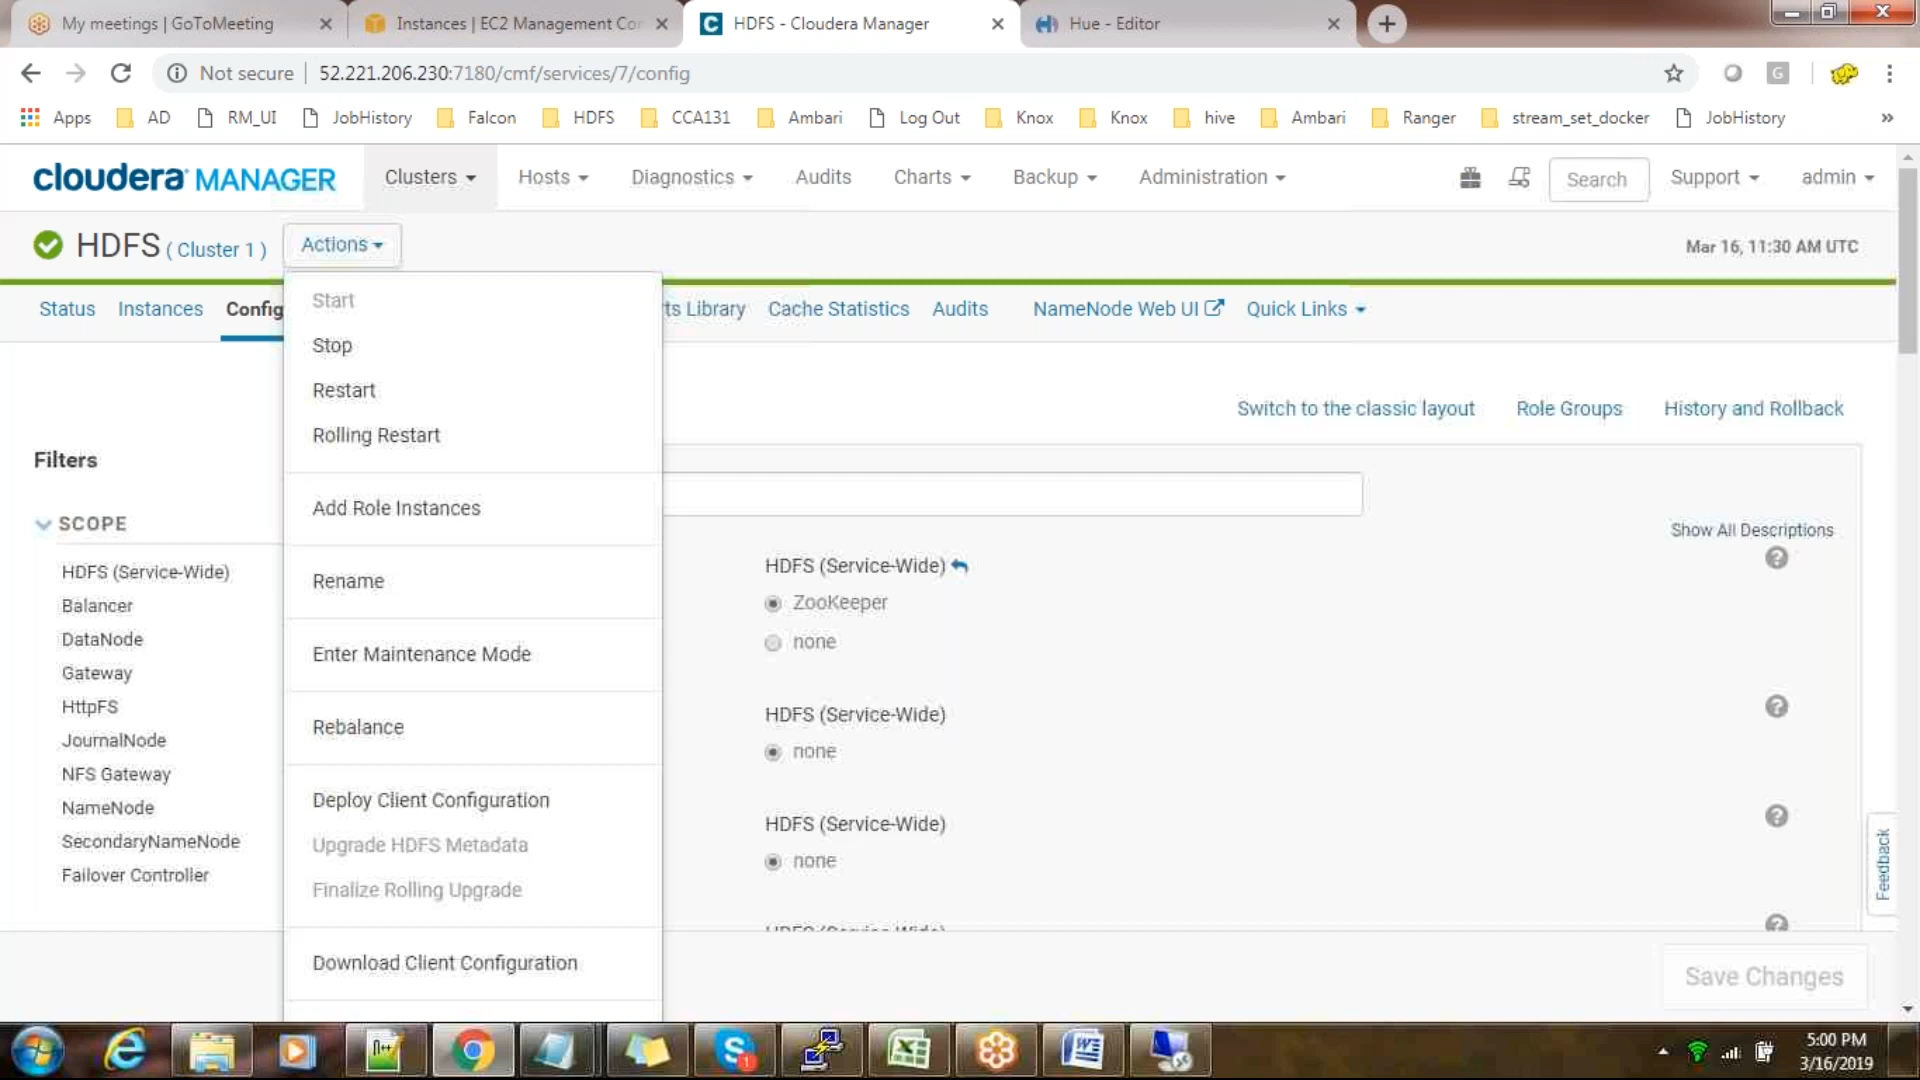 My meetings | GoToMeeting
Instances | EC2 Management Con
HDFS - Cloudera Manager
Hue - Editor
Not secure
52.221.206.230:7180/cmf/services/7/config
G
Apps
AD
RM_UI
JobHistory
Falcon
HDFS
CCA131
Ambari
Log Out
Knox
Knox
hive
Ambari
Ranger
stream_set_docker
JobHistory
»
cloudera MANAGER
Clusters
Hosts
Diagnostics
Audits
Charts
Backup
Administration
Search
Support
admin
HDFS ( Cluster 1 )
Actions
Mar 16, 11:30 AM UTC
Status
Instances
Config
ts Library
Cache Statistics
Audits
NameNode Web UI
Quick Links
Start
Stop
Restart
Rolling Restart
Add Role Instances
Rename
Enter Maintenance Mode
Rebalance
Deploy Client Configuration
Upgrade HDFS Metadata
Finalize Rolling Upgrade
Download Client Configuration
Switch to the classic layout
Role Groups
History and Rollback
Filters
SCOPE
HDFS (Service-Wide)
Balancer
DataNode
Gateway
HttpFS
JournalNode
NFS Gateway
NameNode
SecondaryNameNode
Failover Controller
Show All Descriptions
HDFS (Service-Wide)
ZooKeeper
none
HDFS (Service-Wide)
none
HDFS (Service-Wide)
none
HDFS (Service-Wide)
Feedback
Save Changes
5:00 PM
3/16/2019